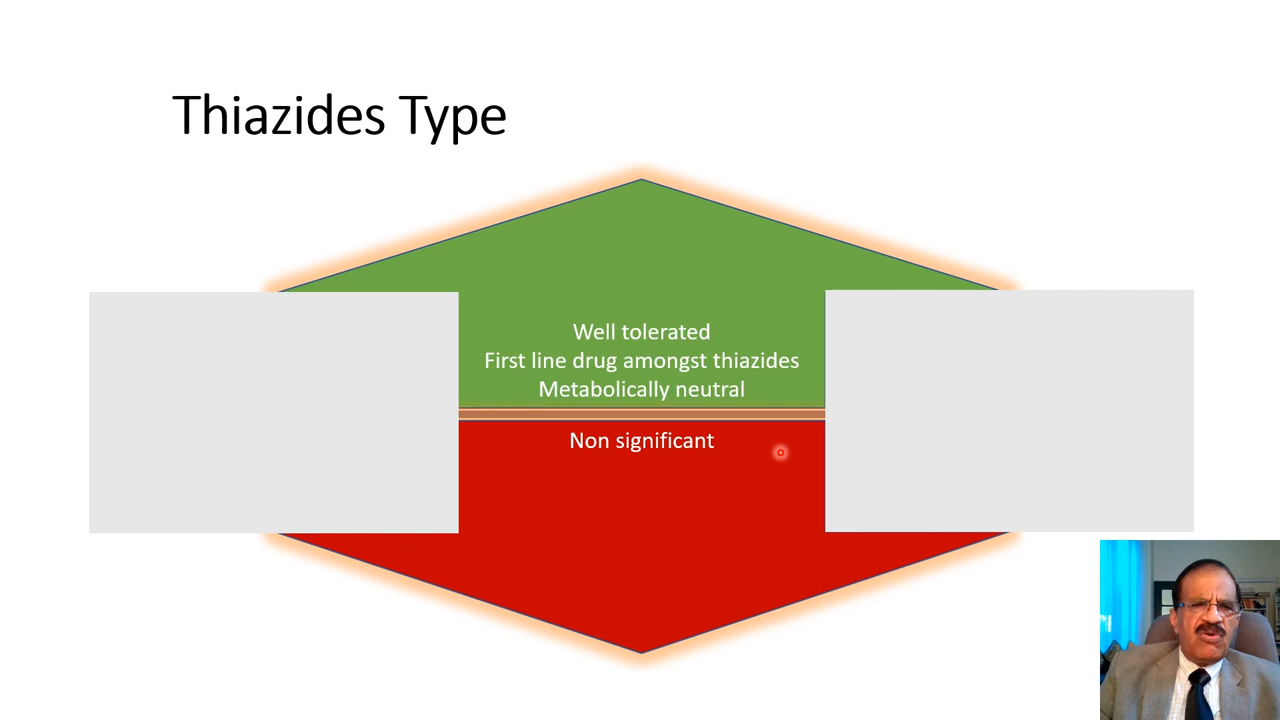 Thiazides Type
Well tolerated
First line drug amongst thiazides
Metabolically neutral
Non significant